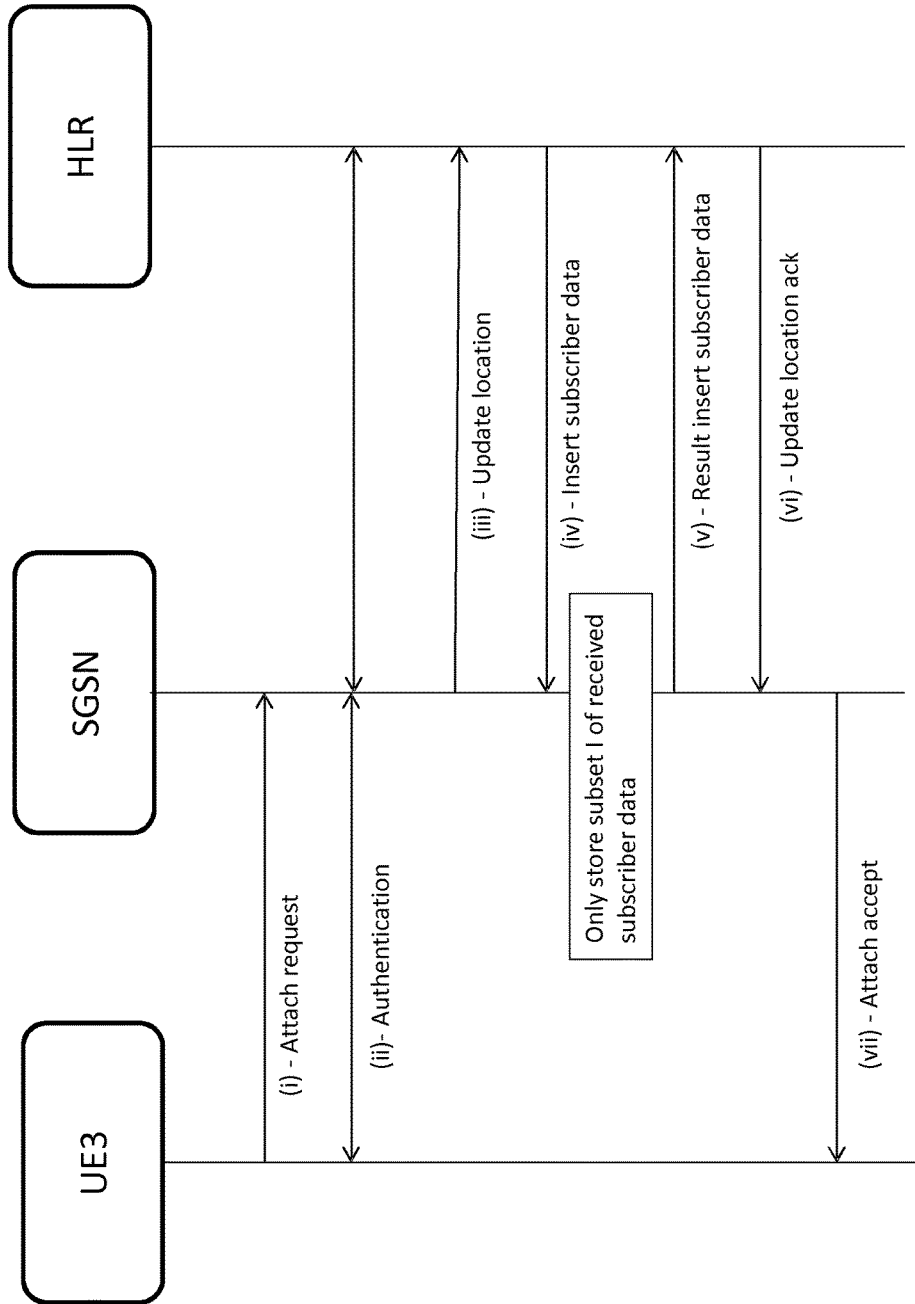 UE3
SGSN
HLR
(i) - Attach request
(ii)- Authentication
(iii) - Update location
(iv) - Insert subscriber data
Only store subset I of received
subscriber data
(v) - Result insert subscriber data
(vi) - Update location ack
(vii) - Attach accept